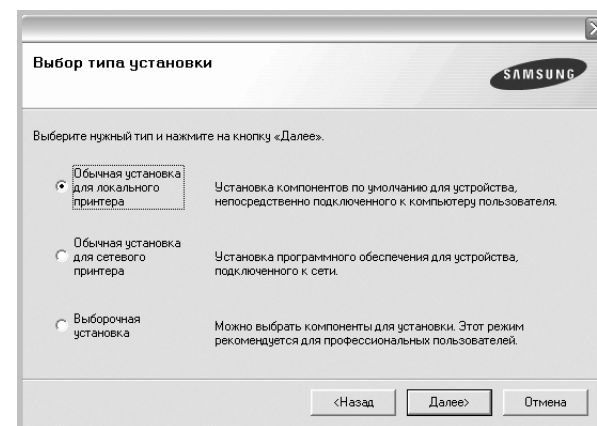 Выбор типа установки
SAMSUNG
Выберите нужный тип и нажмите на кнопку «Далее».
Обычная установка
для локального
принтера
Установка компонентов по умолчанию для устройства,
непосредственно подключенного к компьютеру пользователя.
Обычная установка
для сетевого
принтера
Установка программного обеспечения для устройства,
подключенного к сети.
Выборочная
установка
Можно выбрать компоненты для установки. Этот режим
рекомендуется для профессиональных пользователей.
<Назад
Далее>
Отмена